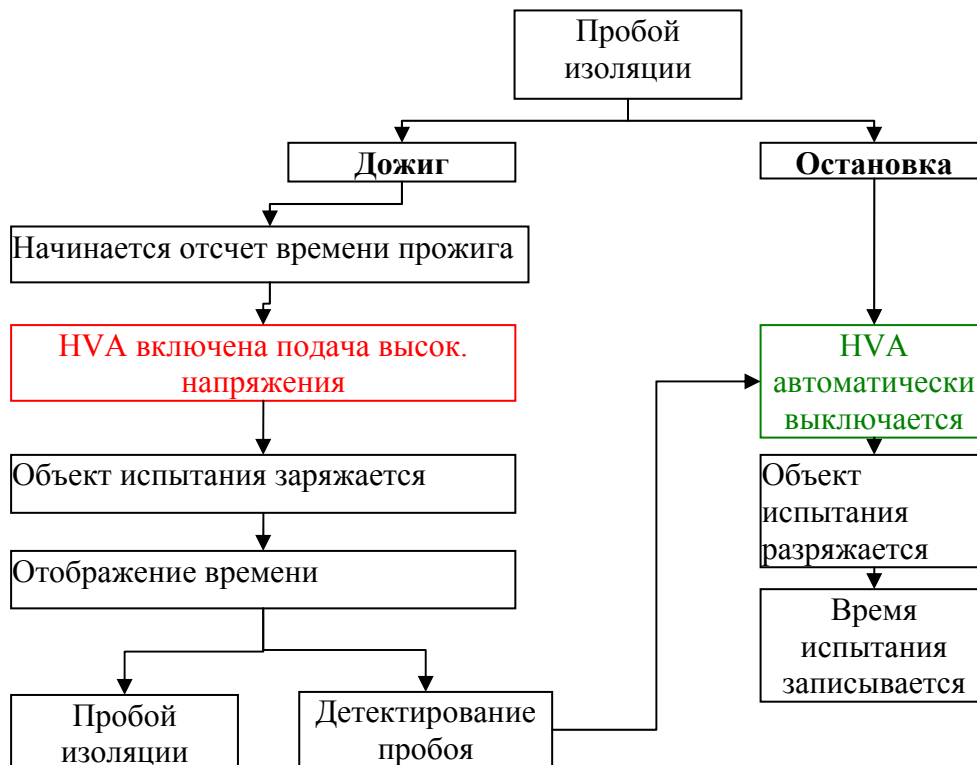 Пробой
изоляции
Дожиг
Остановка
Начинается отсчет времени прожига
HVA включена подача высок.
напряжения
HVA
автоматически
выключается
Объект испытания заряжается
Объект
испытания
разряжается
Отображение времени
Время
испытания
записывается
Пробой
изоляции
Детектирование
пробоя